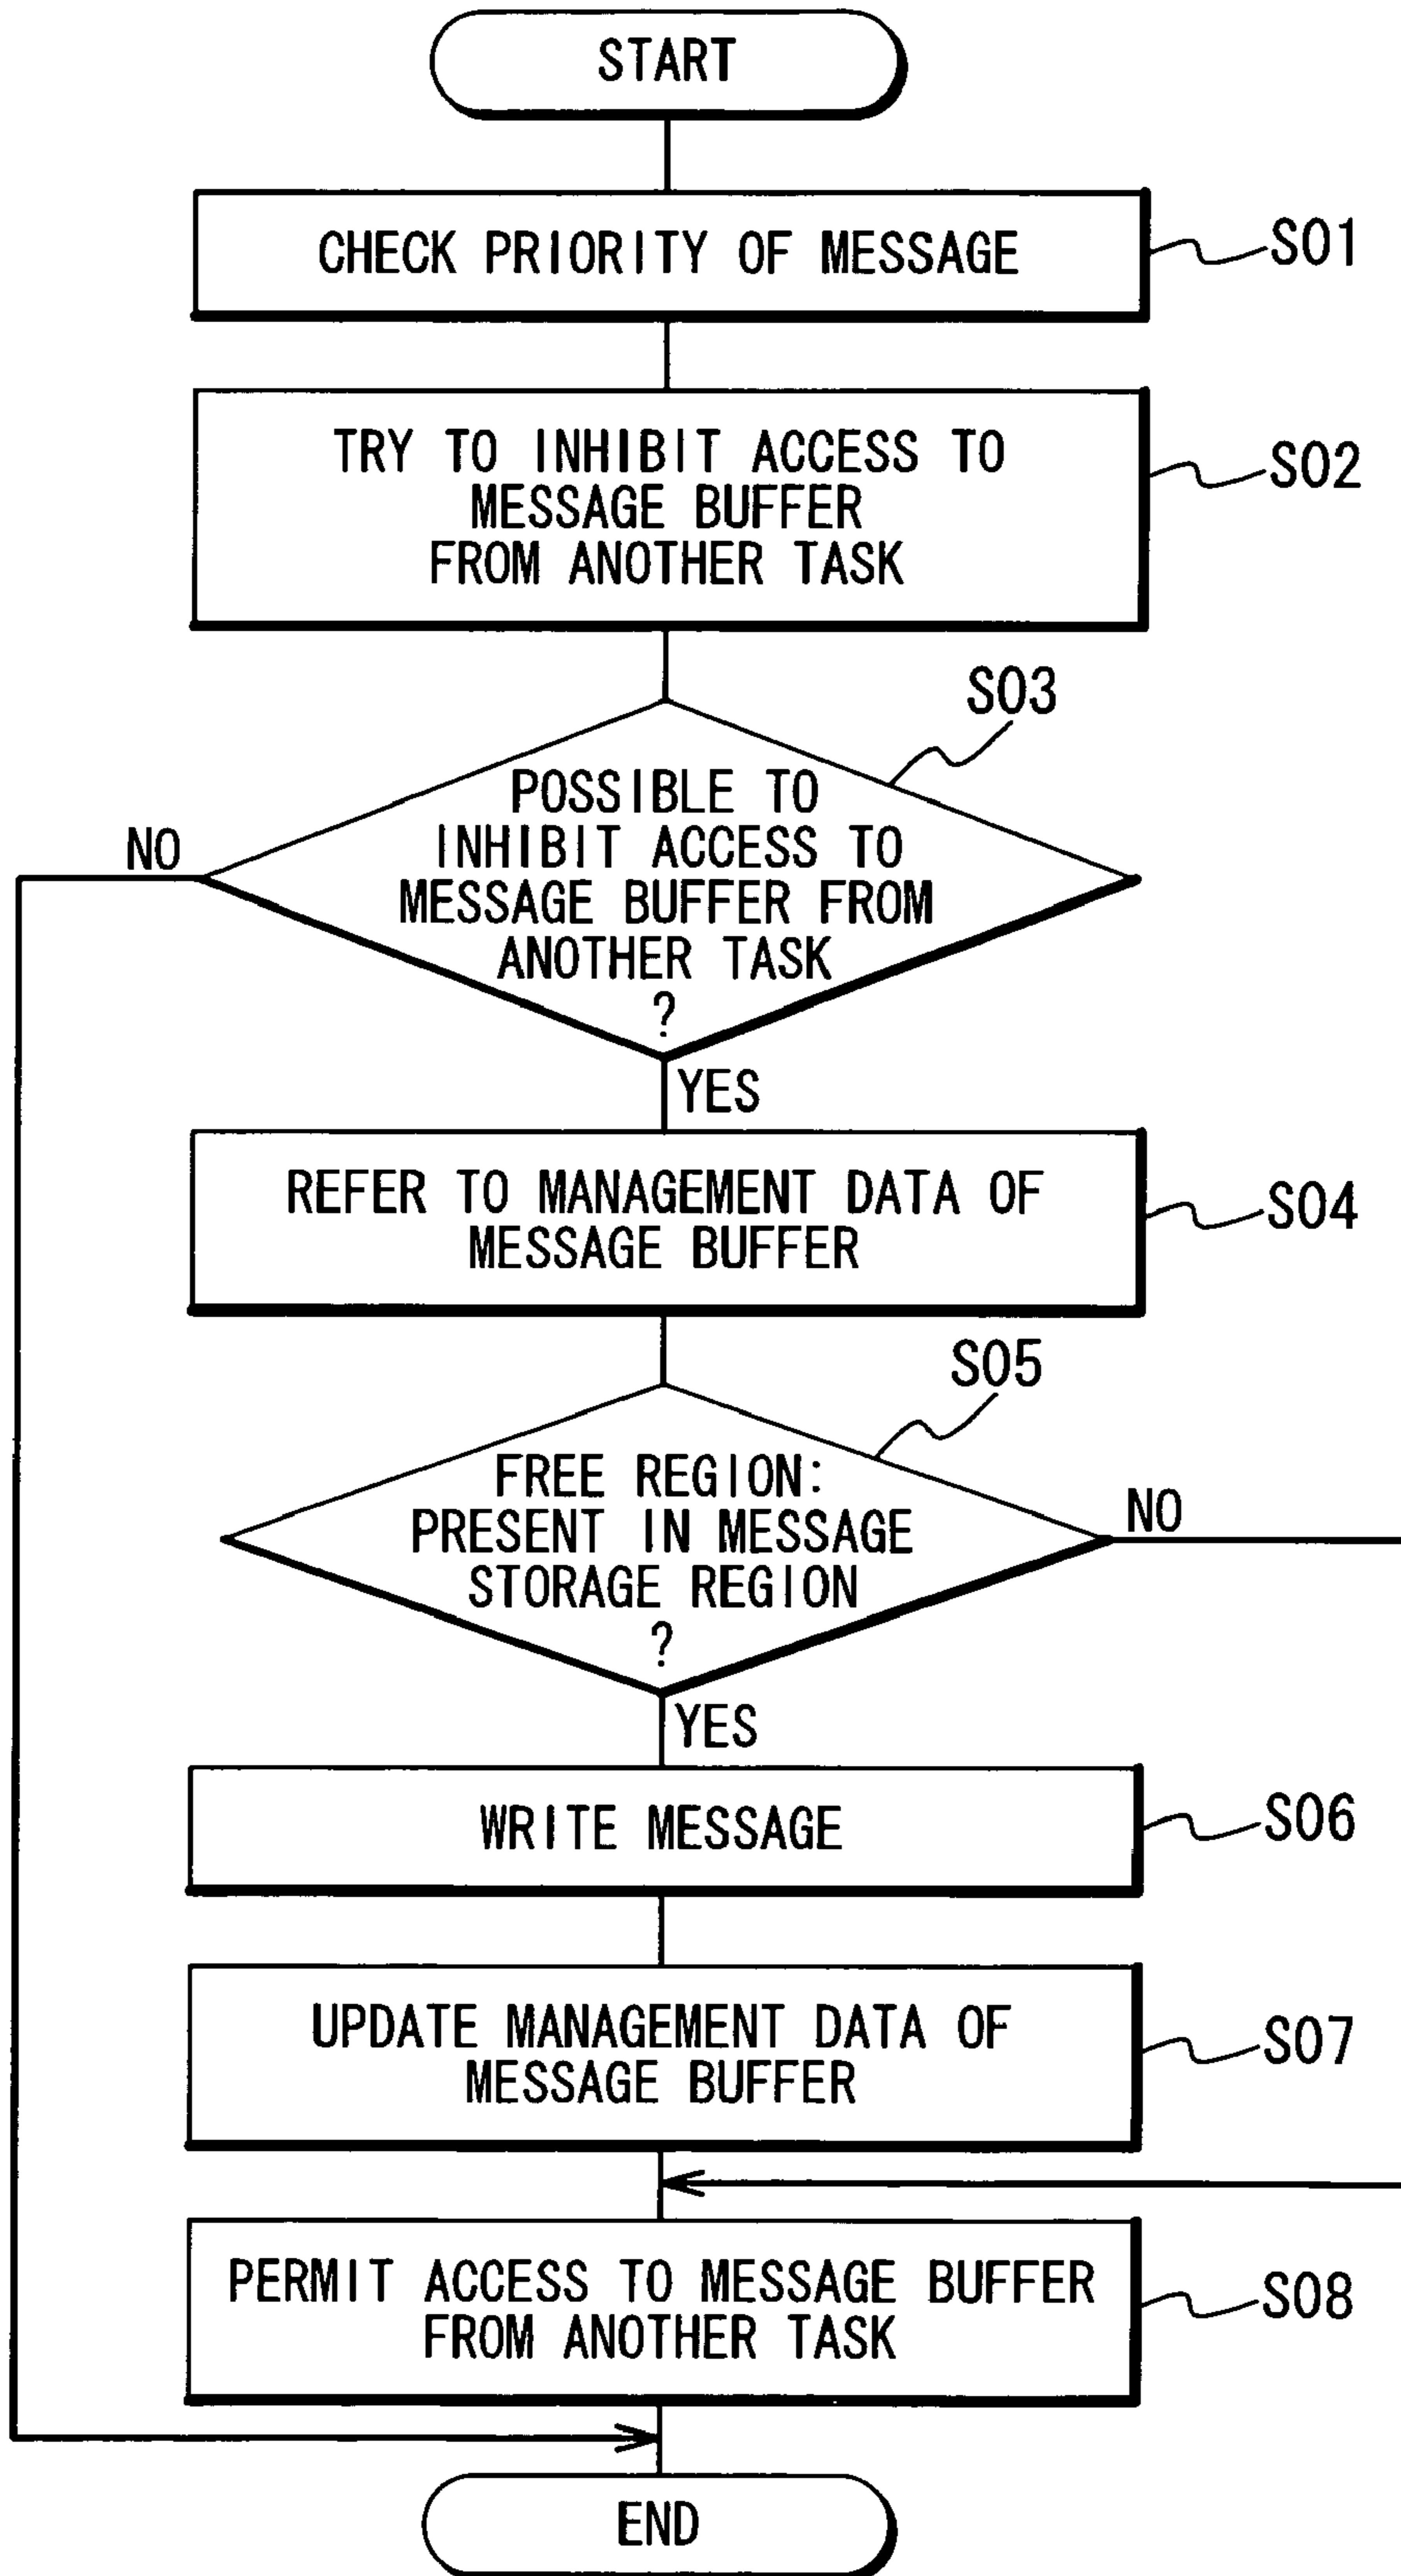 START
CHECK PRIORITY OF MESSAGE
S01
TRY TO INHIBIT ACCESS TO
MESSAGE BUFFER
FROM ANOTHER TASK
S02
S03
POSSIBLE TO
INHIBIT ACCESS TO
MESSAGE BUFFER FROM
ANOTHER TASK
?
NO
YES
REFER TO MANAGEMENT DATA OF
MESSAGE BUFFER
S04
S05
FREE REGION:
PRESENT IN MESSAGE
STORAGE REGION
?
NO
YES
WRITE MESSAGE
S06
UPDATE MANAGEMENT DATA OF
MESSAGE BUFFER
S07
PERMIT ACCESS TO MESSAGE BUFFER
FROM ANOTHER TASK
S08
END